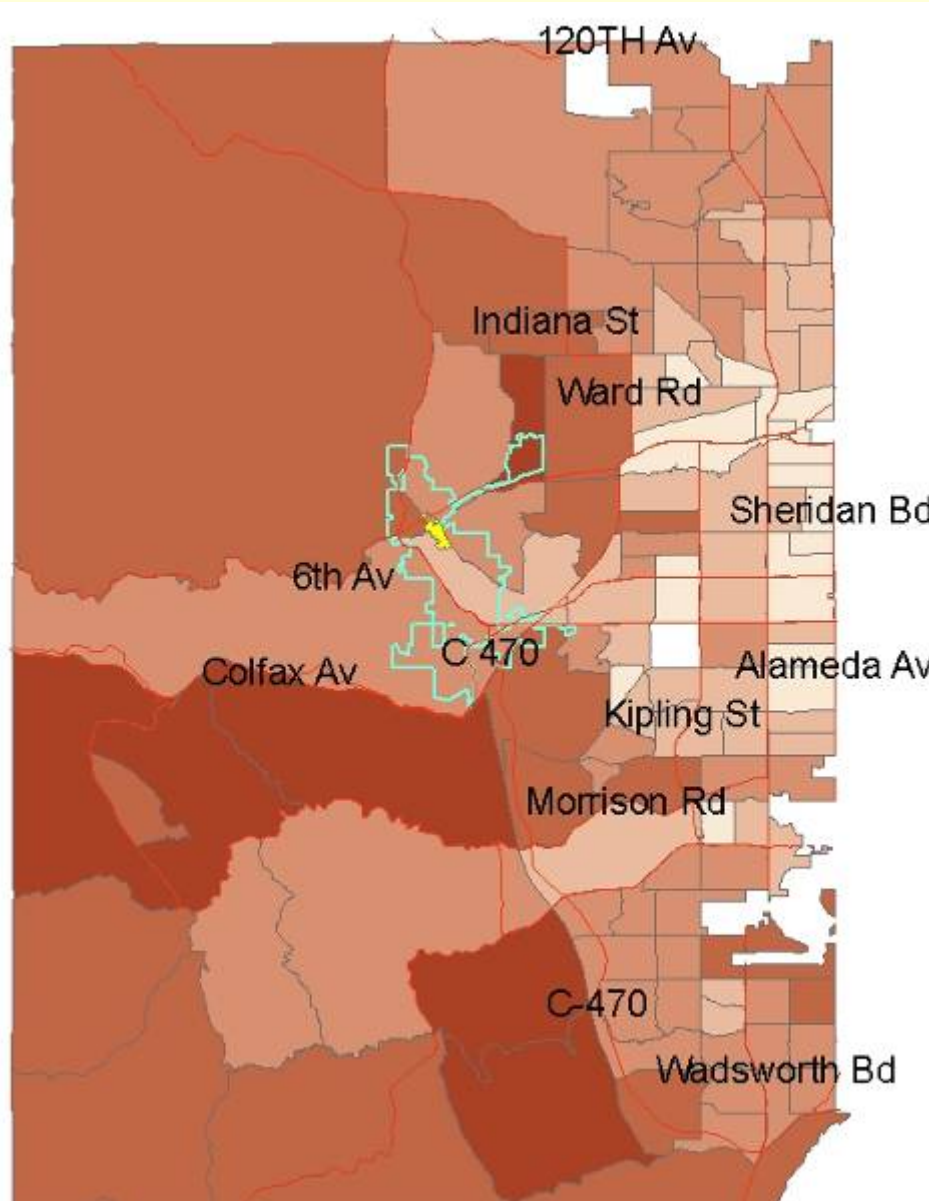 120TH Av
Indiana St
Ward Rd
Sheridan Bd
6th Av
C 470
Alameda Av
Colfax Av
Kipling St
Morrison Rd
C-470
Wadsworth Bd